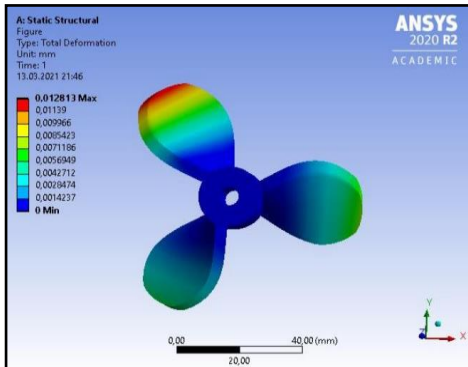 A: Static Structural
Figure
Type: Total Deformation
Unit: mm
Time: 1
13.03.2021 21:46
0,012813 Max
0,01139
0,009966
0,0085423
0,0071186
0,0056949
0,0042712
0,0028474
0,0014237
0 Min
ANSYS
2020 R2
ACADEMIC
0,00
40,00 (mm)
20,00
Y
X